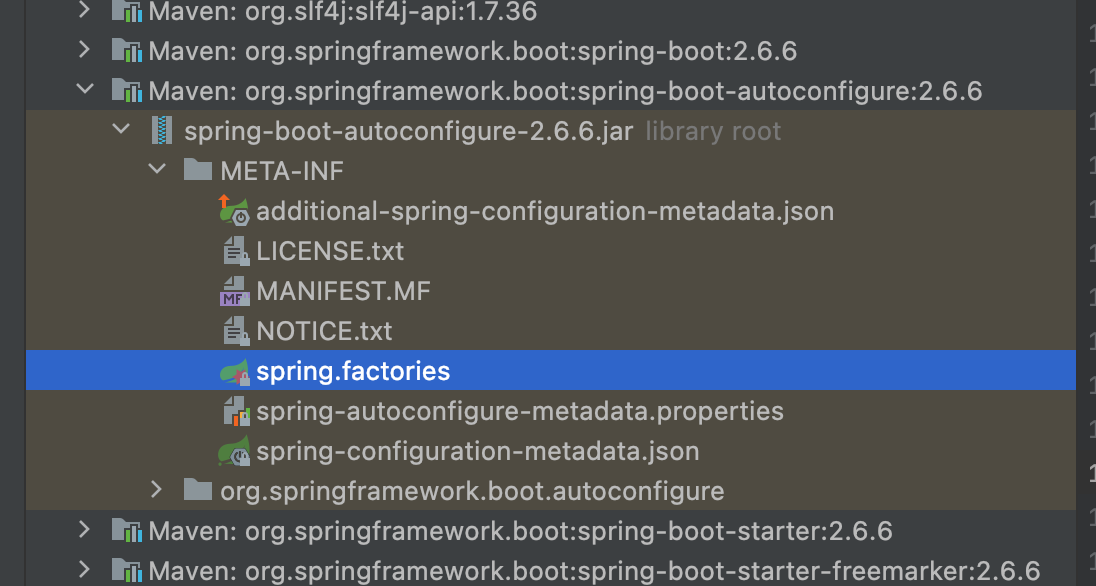 Maven: org.slf4j:slf4j-api:1.7.36
Maven: org.springframework.boot:spring-boot:2.6.6
Maven: org.springframework.boot:spring-boot-autoconfigure:2.6.6
spring-boot-autoconfigure-2.6.6.jar library root
META-INF
additional-spring-configuration-metadata.json
LICENSE.txt
MF MANIFEST.MF
NOTICE.txt
spring.factories
spring-autoconfigure-metadata.properties
spring-configuration-metadata.json
org.springframework.boot.autoconfigure
Maven: org.springframework.boot:spring-boot-starter:2.6.6
Maven: org.springframework.boot:spring-boot-starter-freemarker:2.6.6